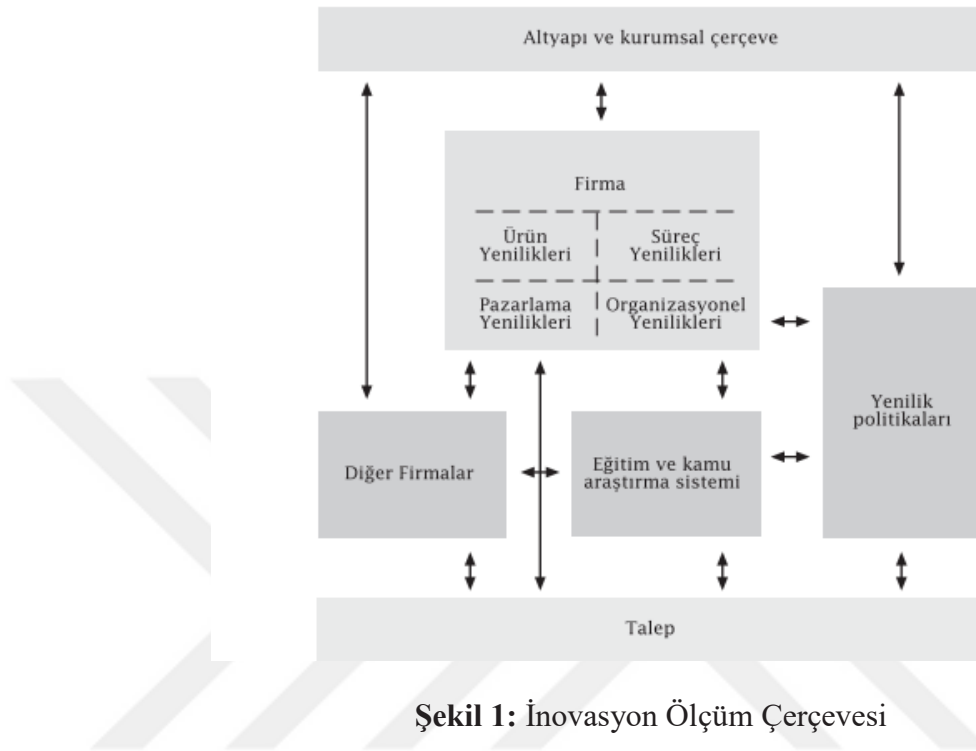 Altyapı ve kurumsal çerçeve
Firma
Ürün
Yenilikleri
Süreç
Yenilikleri
Pazarlama
Yenilikleri
Organizasyonel
Yenilikleri
Yenilik
politikaları
Diğer Firmalar
Eğitim ve kamu
araştırma sistemi
Talep
Şekil 1: İnovasyon Ölçüm Çerçevesi